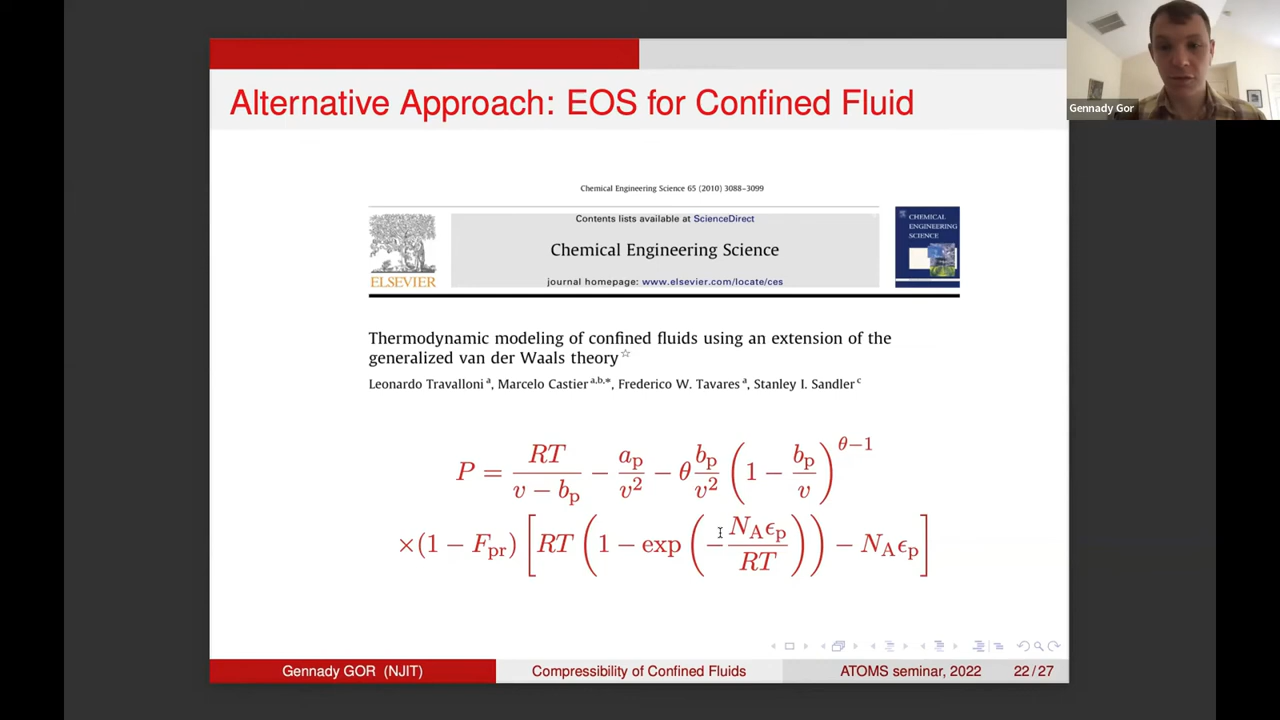 Alternative Approach: EOS for Confined Fluid
Gennady Gor
Chemical Engineering Science 65 (2010) 3088–3099
Contents lists available at ScienceDirect
Chemical Engineering Science
journal homepage: www.elsevier.com/locate/ces
ELSEVIER
CHEMICAL
ENGINEERING
SCIENCE
Thermodynamic modeling of confined fluids using an extension of the
generalized van der Waals theory☆
Leonardo Travalloni a, Marcelo Castier a,b,*, Frederico W. Tavares a, Stanley I. Sandler c
P = RT/(v − b_p) − a_p/v² − θ b_p/v² (1 − b_p/v)^(θ−1)
×(1 − F_pr) [RT (1 − exp (− N_A ϵ_p/RT)) − N_A ϵ_p]
Gennady GOR (NJIT)
Compressibility of Confined Fluids
ATOMS seminar, 2022
22 / 27